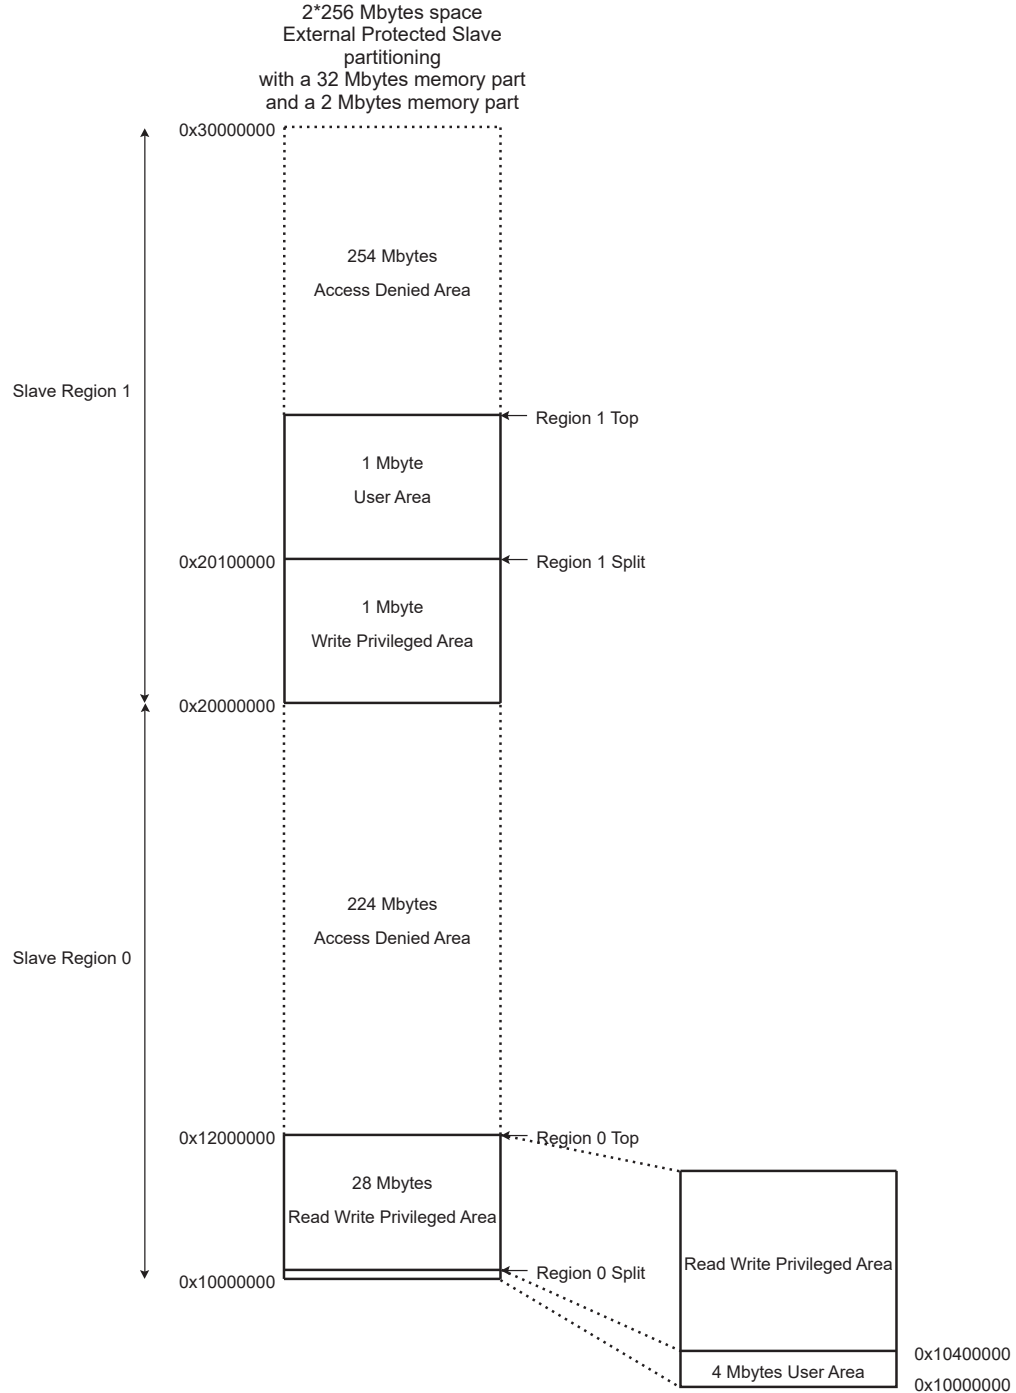 2*256 Mbytes space
External Protected Slave
partitioning
with a 32 Mbytes memory part
and a 2 Mbytes memory part
0x30000000
254 Mbytes
Access Denied Area
Slave Region 1
Region 1 Top
1 Mbyte
User Area
0x20100000
Region 1 Split
1 Mbyte
Write Privileged Area
0x20000000
224 Mbytes
Access Denied Area
Slave Region 0
0x12000000
Region 0 Top
28 Mbytes
Read Write Privileged Area
Read Write Privileged Area
Region 0 Split
0x10000000
0x10400000
4 Mbytes User Area
0x10000000